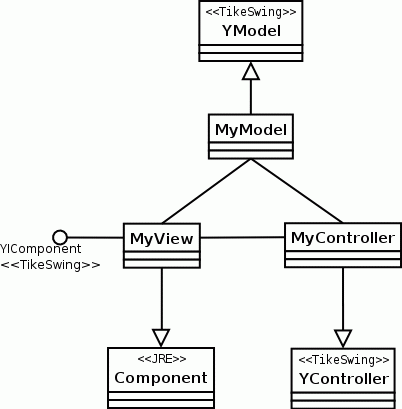 <<TikeSwing>>
YModel
MyModel
MyView
MyController
YIComponent
<<TikeSwing>>
<<JRE>>
Component
<<TikeSwing>>
YController